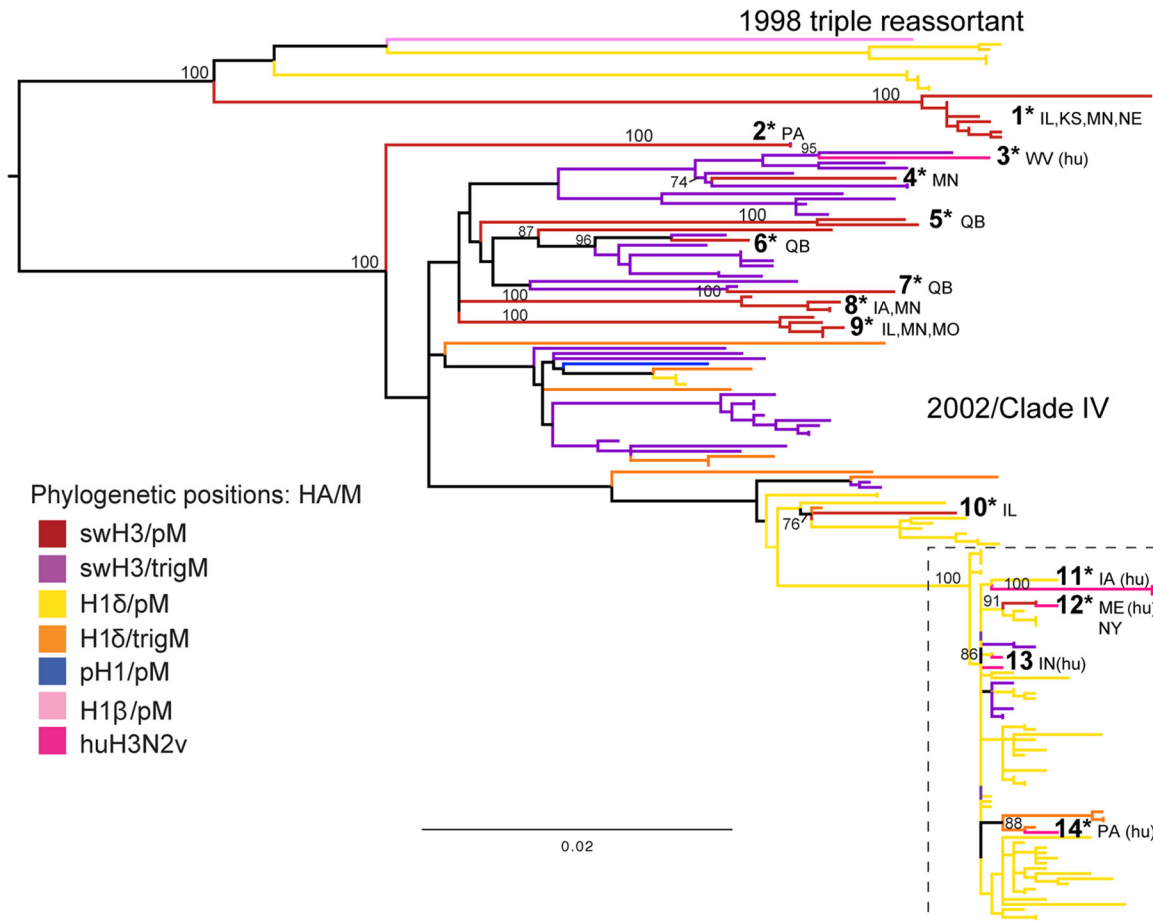 1998 triple reassortant
100
100
1* IL,KS,MN,NE
100
2* PA
95
3* WV (hu)
74
4* MN
100
5* QB
87
96
6* QB
100
100
7* QB
100
8* IA,MN
100
9* IL,MN,MO
2002/Clade IV
Phylogenetic positions: HA/M
swH3/pM
swH3/trigM
H1δ/pM
H1δ/trigM
pH1/pM
H1β/pM
huH3N2v
76
10* IL
100
100
11* IA (hu)
91
12* ME (hu)
NY
86
13 IN(hu)
88
14* PA (hu)
0.02